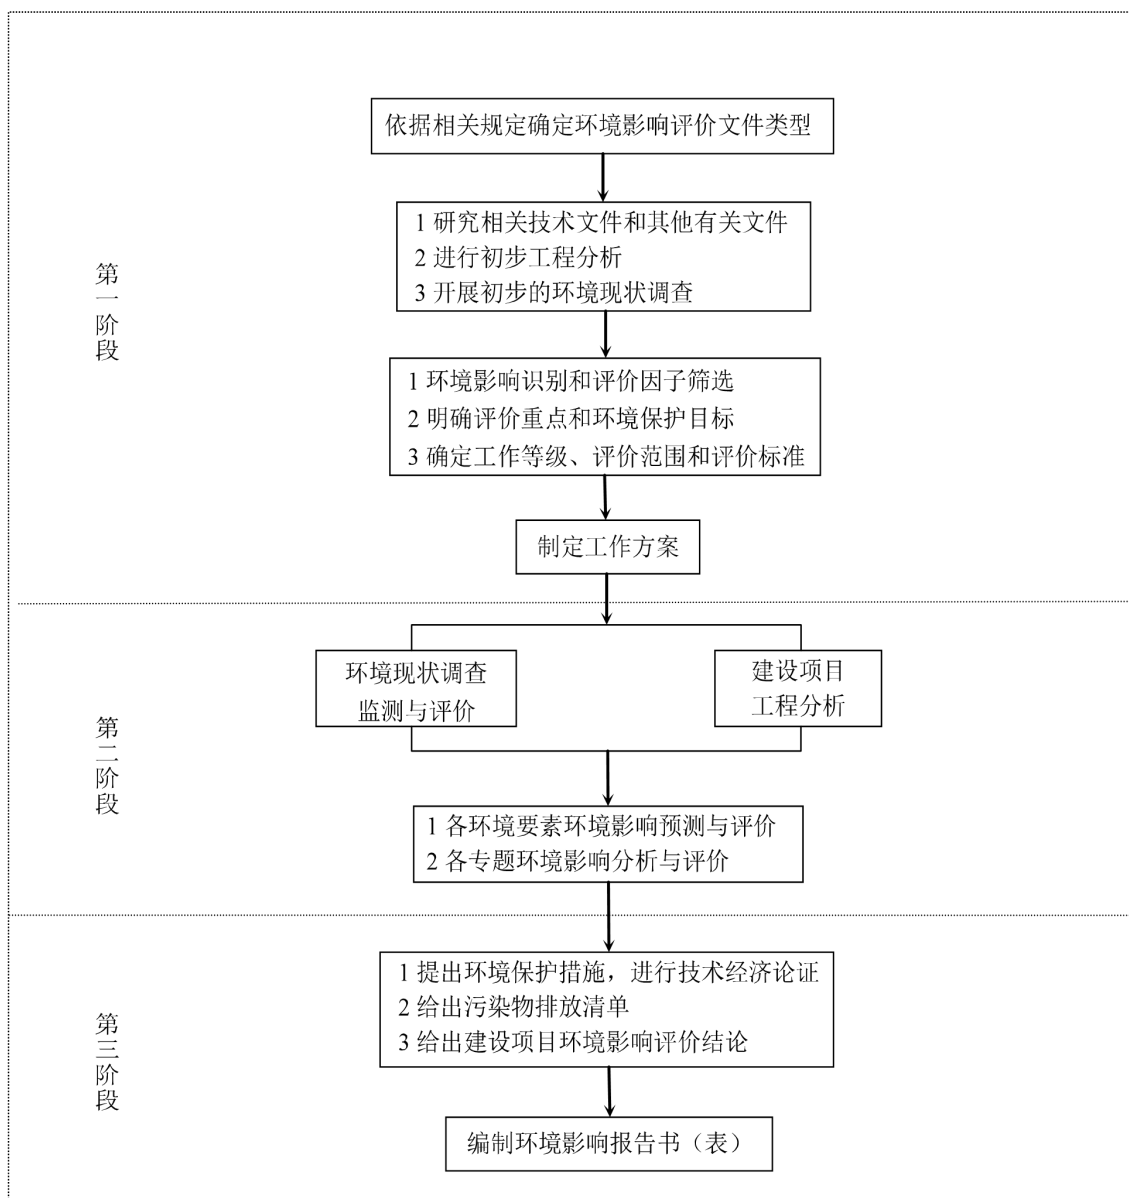 依据相关规定确定环境影响评价文件类型
1 研究相关技术文件和其他有关文件
2 进行初步工程分析
3 开展初步的环境现状调查
第一阶段
1 环境影响识别和评价因子筛选
2 明确评价重点和环境保护目标
3 确定工作等级、评价范围和评价标准
制定工作方案
环境现状调查
监测与评价
建设项目
工程分析
第二阶段
1 各环境要素环境影响预测与评价
2 各专题环境影响分析与评价
1 提出环境保护措施，进行技术经济论证
2 给出污染物排放清单
3 给出建设项目环境影响评价结论
第三阶段
编制环境影响报告书（表）